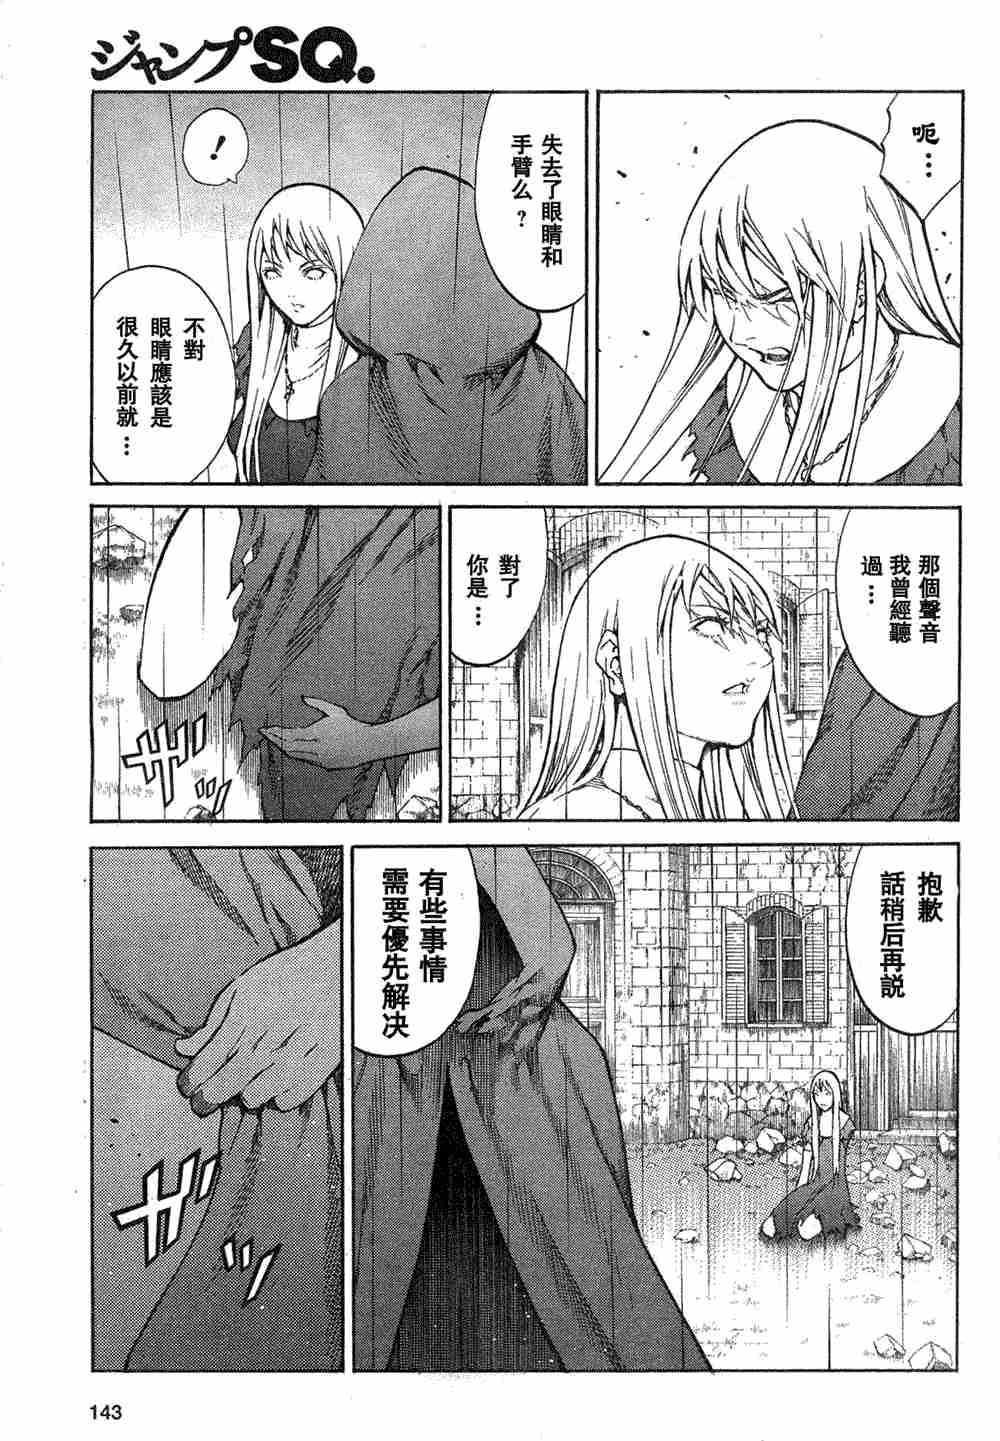 ジャンプSQ.
呃…
失去了眼睛和
手臂么?
!
不對
眼睛應該是
很久以前就…
那個聲音
我曾經聽
過…
對了
你是…
ザッ
抱歉
話稍后再説
有些事情
需要優先解决
ザッ
143